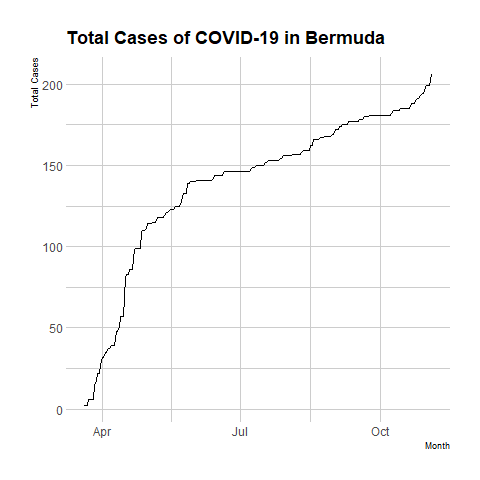 Total Cases of COVID-19 in Bermuda
Total Cases
200
150
100
50
0
Apr
Jul
Oct
Month